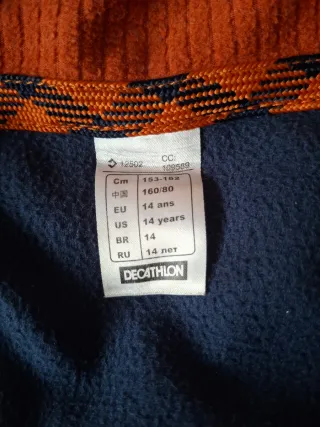 12502 CC:
109589
Cm 153-162
中国 160/80
EU 14 ans
US 14 years
BR 14
RU 14 лет
DECATHLON